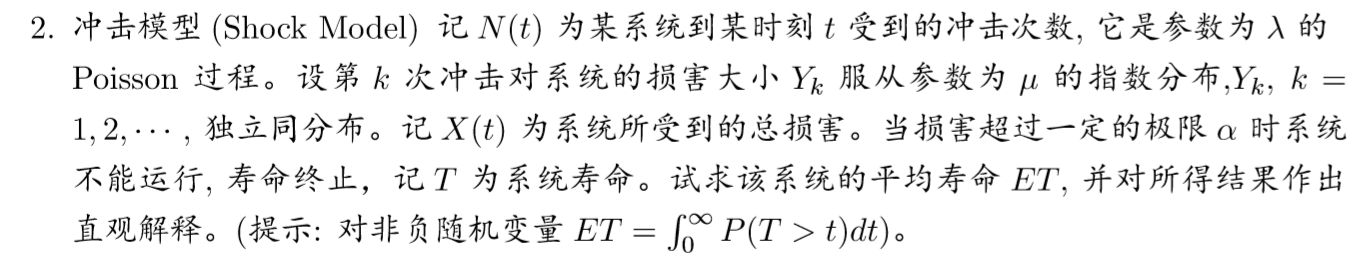 2. 冲击模型 (Shock Model) 记 N(t) 为某系统到某时刻 t 受到的冲击次数, 它是参数为 λ 的
Poisson 过程。设第 k 次冲击对系统的损害大小 Y_k 服从参数为 μ 的指数分布,Y_k, k =
1, 2, ⋯ , 独立同分布。记 X(t) 为系统所受到的总损害。当损害超过一定的极限 α 时系统
不能运行, 寿命终止，记 T 为系统寿命。试求该系统的平均寿命 ET, 并对所得结果作出
直观解释。(提示: 对非负随机变量 ET = ∫_0^∞ P(T > t)dt)。